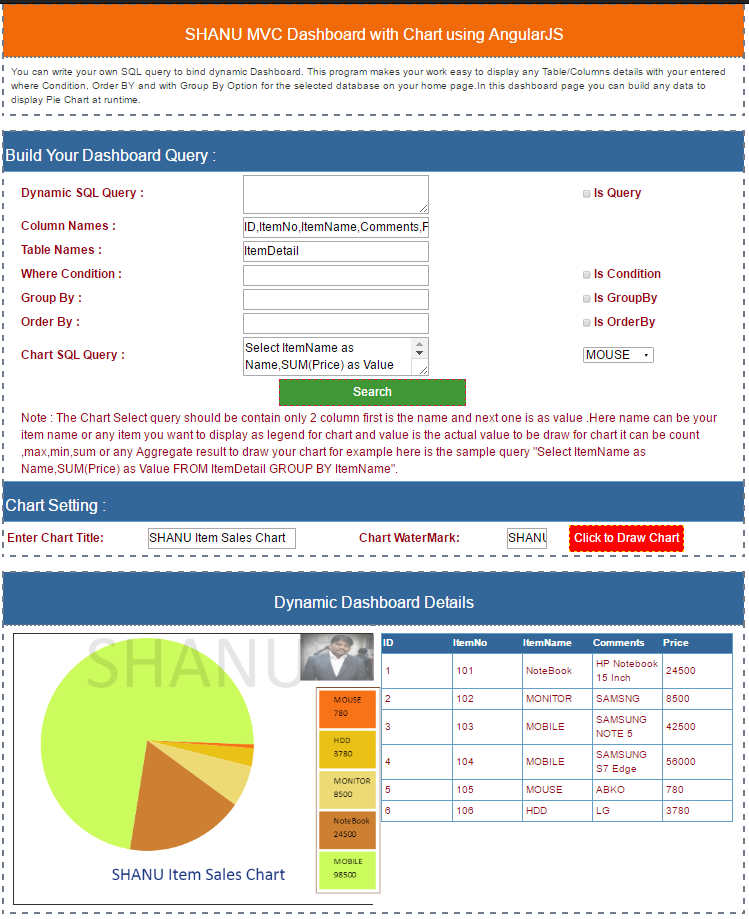 SHANU MVC Dashboard with Chart using AngularJS
You can write your own SQL query to bind dynamic Dashboard. This program makes your work easy to display any Table/Columns details with your entered
where Condition, Order BY and with Group By Option for the selected database on your home page.In this dashboard page you can build any data to
display Pie Chart at runtime.
Build Your Dashboard Query :
Dynamic SQL Query : Is Query
Column Names : ID,ItemNo,ItemName,Comments,F
Table Names : ItemDetail
Where Condition : Is Condition
Group By : Is GroupBy
Order By : Is OrderBy
Chart SQL Query : Select ItemName as
Name,SUM(Price) as Value
MOUSE
Search
Note : The Chart Select query should be contain only 2 column first is the name and next one is as value .Here name can be your
item name or any item you want to display as legend for chart and value is the actual value to be draw for chart it can be count
,max,min,sum or any Aggregate result to draw your chart for example here is the sample query "Select ItemName as
Name,SUM(Price) as Value FROM ItemDetail GROUP BY ItemName".
Chart Setting :
Enter Chart Title: SHANU Item Sales Chart Chart WaterMark: SHANU Click to Draw Chart
Dynamic Dashboard Details
SHANU
MOUSE
780
HDD
3780
MONITOR
8500
NoteBook
24500
MOBILE
98500
SHANU Item Sales Chart
ID ItemNo ItemName Comments Price
1 101 NoteBook HP Notebook 15 Inch 24500
2 102 MONITOR SAMSNG 8500
3 103 MOBILE SAMSUNG NOTE 5 42500
4 104 MOBILE SAMSUNG S7 Edge 56000
5 105 MOUSE ABKO 780
6 106 HDD LG 3780